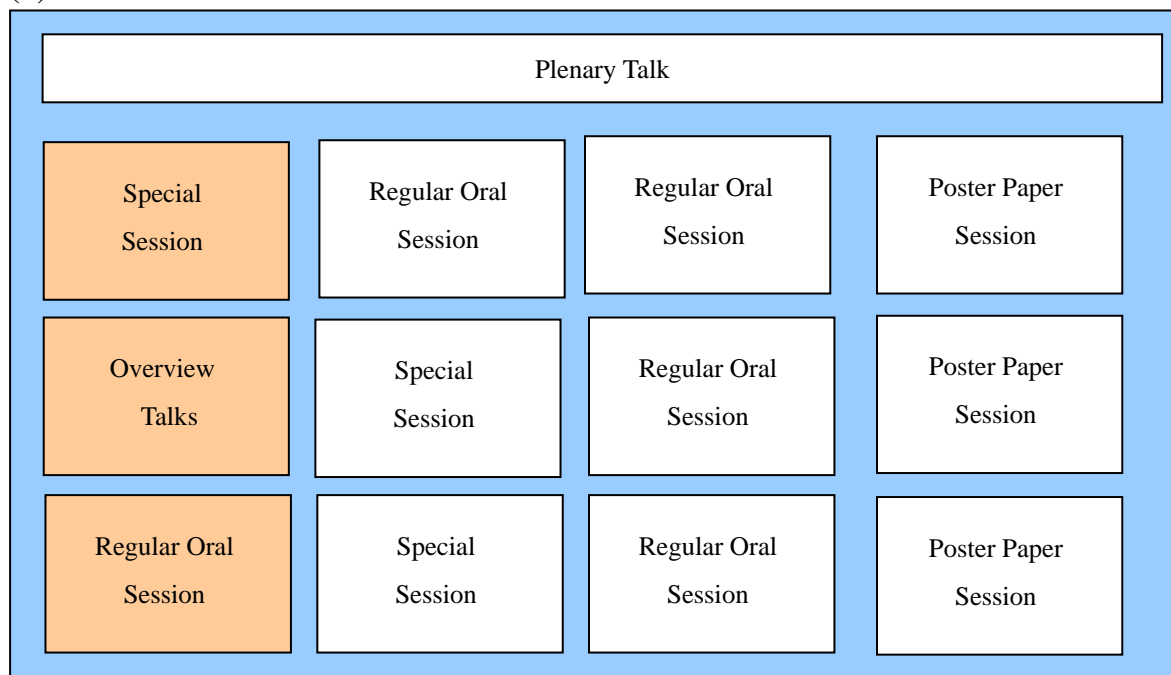 Plenary Talk
Special
Session
Regular Oral
Session
Regular Oral
Session
Poster Paper
Session
Overview
Talks
Special
Session
Regular Oral
Session
Poster Paper
Session
Regular Oral
Session
Special
Session
Regular Oral
Session
Poster Paper
Session